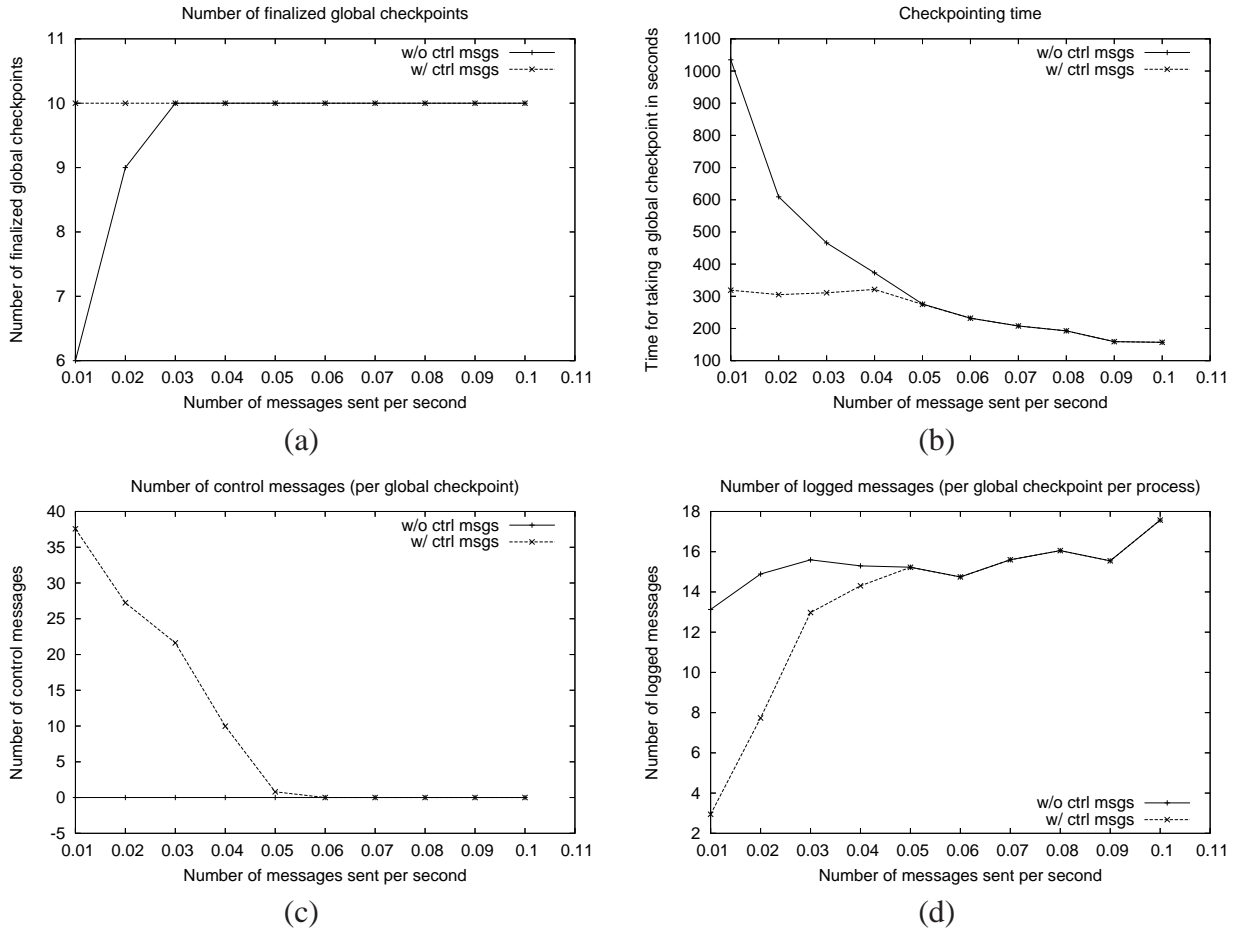 Number of finalized global checkpoints
11
10
9
8
7
6
Number of finalized global checkpoints
w/o ctrl msgs
w/ ctrl msgs
0.01 0.02 0.03 0.04 0.05 0.06 0.07 0.08 0.09 0.1 0.11
Number of messages sent per second
(a)
Checkpointing time
1100
1000
900
800
700
600
500
400
300
200
100
Time for taking a global checkpoint in seconds
w/o ctrl msgs
w/ ctrl msgs
0.01 0.02 0.03 0.04 0.05 0.06 0.07 0.08 0.09 0.1 0.11
Number of message sent per second
(b)
Number of control messages (per global checkpoint)
40
35
30
25
20
15
10
5
0
-5
Number of control messages
w/o ctrl msgs
w/ ctrl msgs
0.01 0.02 0.03 0.04 0.05 0.06 0.07 0.08 0.09 0.1 0.11
Number of messages sent per second
(c)
Number of logged messages (per global checkpoint per process)
18
16
14
12
10
8
6
4
2
Number of logged messages
w/o ctrl msgs
w/ ctrl msgs
0.01 0.02 0.03 0.04 0.05 0.06 0.07 0.08 0.09 0.1 0.11
Number of messages sent per second
(d)